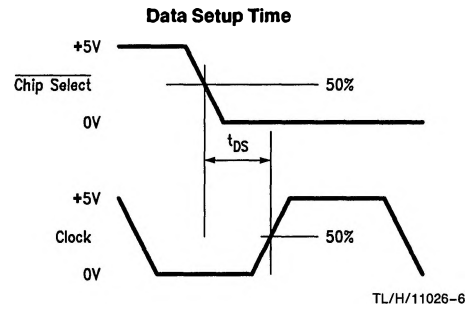 Data Setup Time
+5V
Chip Select
50%
0V
tDS
+5V
Clock
50%
0V
TL/H/11026–6